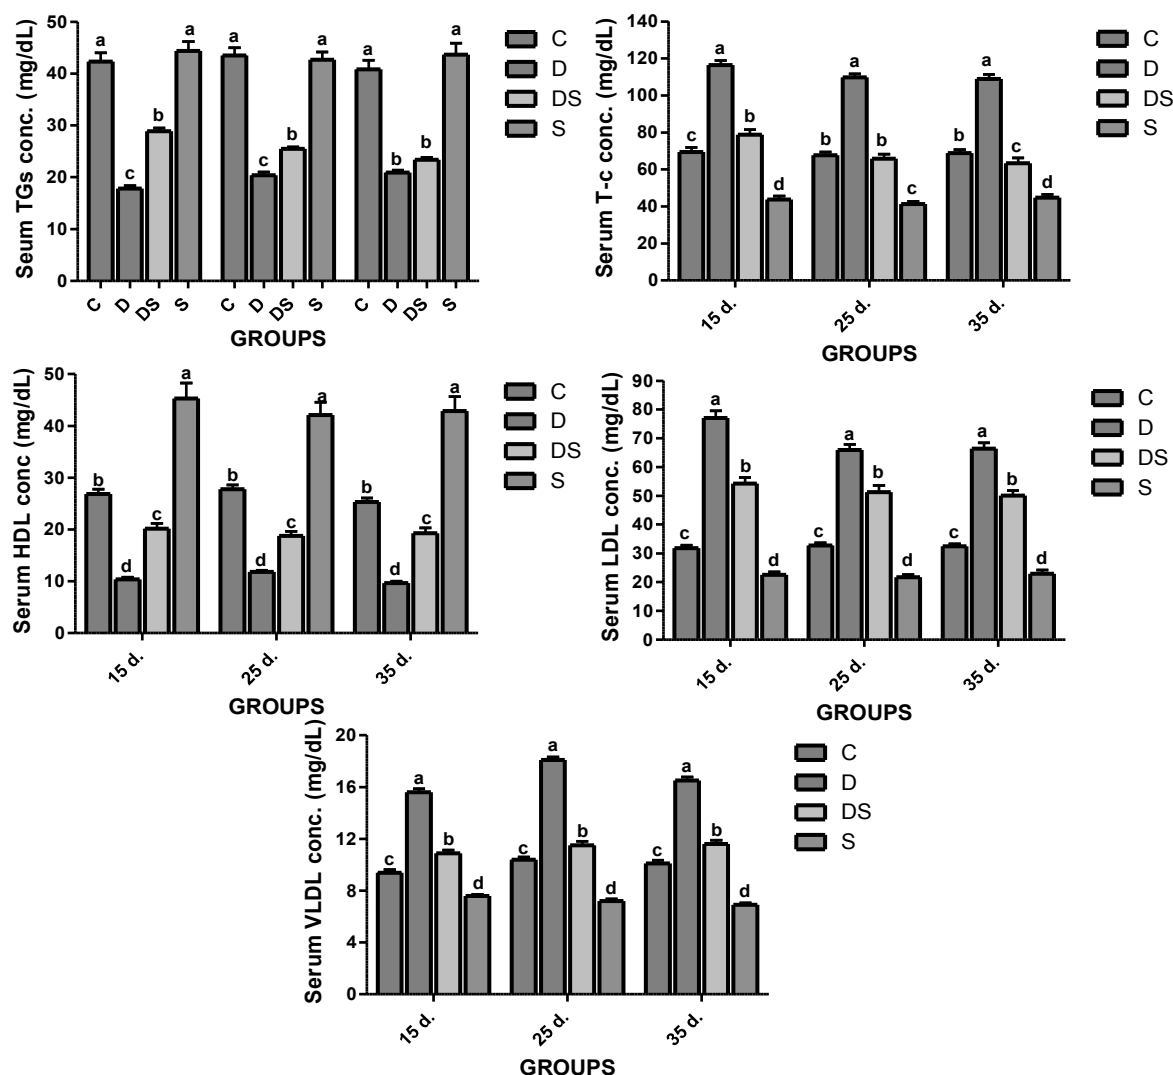 Seum TGs conc. (mg/dL)
50
40
30
20
10
0
a
c
b
a
a
c
b
a
a
b
b
a
C
D
DS
S
C
D
DS
S
C
D
DS
S
GROUPS
C
D
DS
S
Serum T-c conc. (mg/dL)
140
120
100
80
60
40
20
0
c
a
b
d
b
a
b
c
b
a
c
d
15 d.
25 d.
35 d.
GROUPS
C
D
DS
S
Serum HDL conc (mg/dL)
50
40
30
20
10
0
b
d
c
a
b
d
c
a
b
d
c
a
15 d.
25 d.
35 d.
GROUPS
C
D
DS
S
Serum LDL conc. (mg/dL)
90
80
70
60
50
40
30
20
10
0
c
a
b
d
c
a
b
d
c
a
b
d
15 d.
25 d.
35 d.
GROUPS
C
D
DS
S
Serum VLDL conc. (mg/dL)
20
16
12
8
4
0
c
a
b
d
c
a
b
d
c
a
b
d
15 d.
25 d.
35 d.
GROUPS
C
D
DS
S